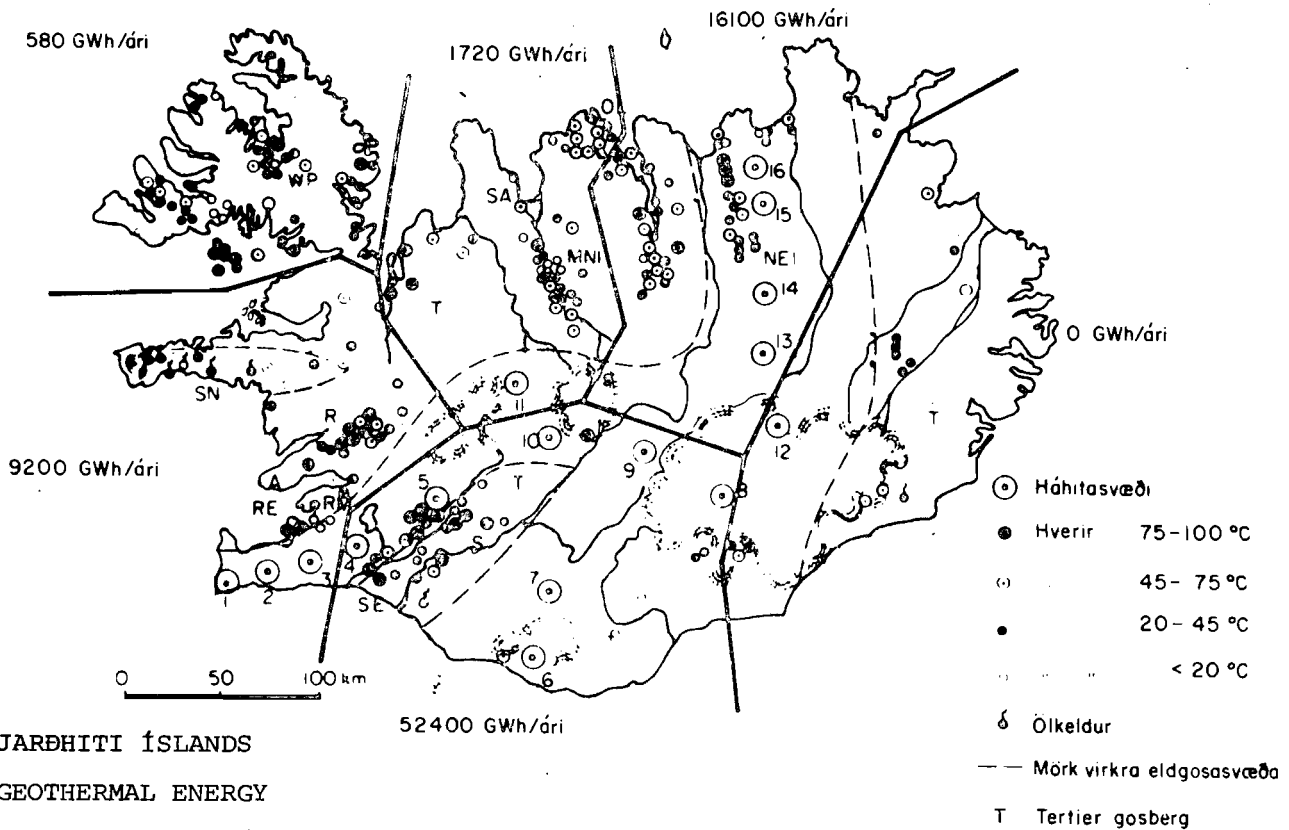 580 GWh/ári
1720 GWh/ári
16100 GWh/ári
WP
SA
MNI
16
15
NEI
14
13
T
O GWh/ári
SN
11
R
10
9
12
T
9200 GWh/ári
A
RE
RM
5
T
S
4
3
2
1
SE
7
6
0 50 100 km
52400 GWh/ári
JARÐHITI ÍSLANDS
GEOTHERMAL ENERGY
Háhitasvæði
Hverir 75-100 °C
45- 75 °C
20-45 °C
" " < 20 °C
Ölkeldur
Mörk virkra eldgosasvæða
T Tertier gosberg